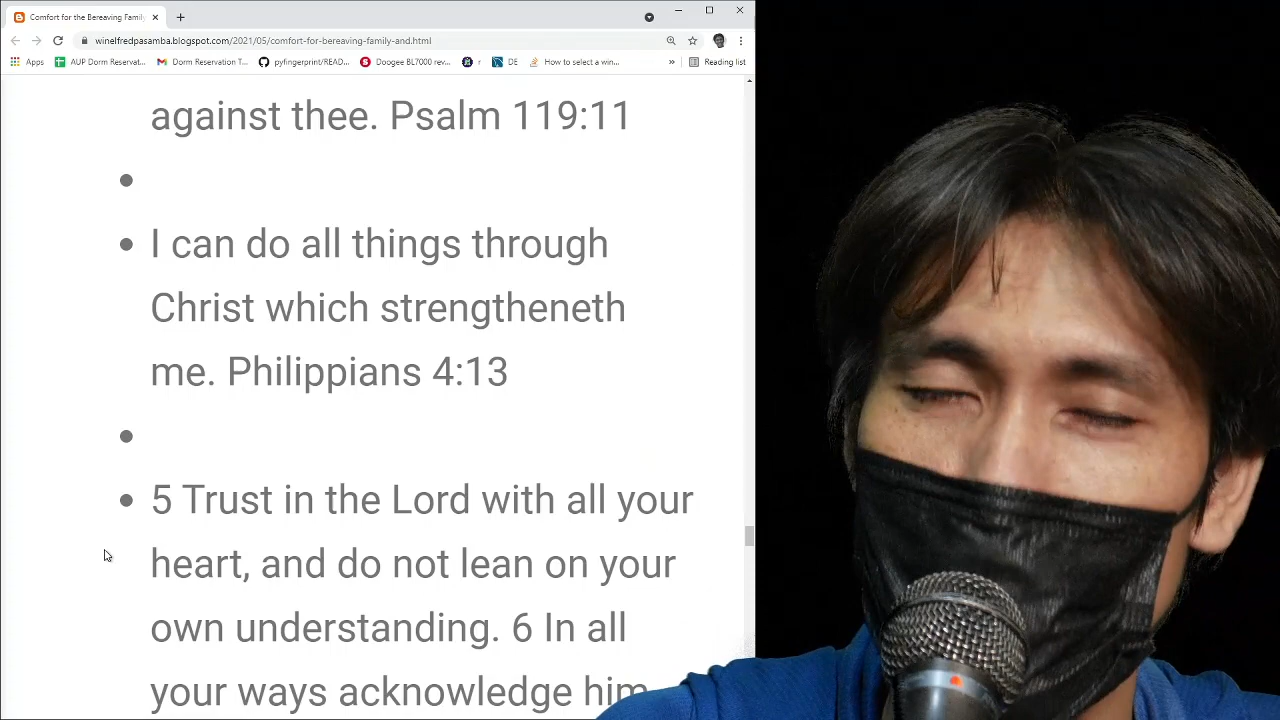 Comfort for the Bereaving Family
winelfredpasamba.blogspot.com/2021/05/comfort-for-bereaving-family-and.html
Apps AUP Dorm Reservat... Dorm Reservation T... pyfingerprint/READ... Doogee BL7000 rev... r DE How to select a win... » Reading list
against thee. Psalm 119:11
I can do all things through
Christ which strengtheneth
me. Philippians 4:13
5 Trust in the Lord with all your
heart, and do not lean on your
own understanding. 6 In all
your ways acknowledge him